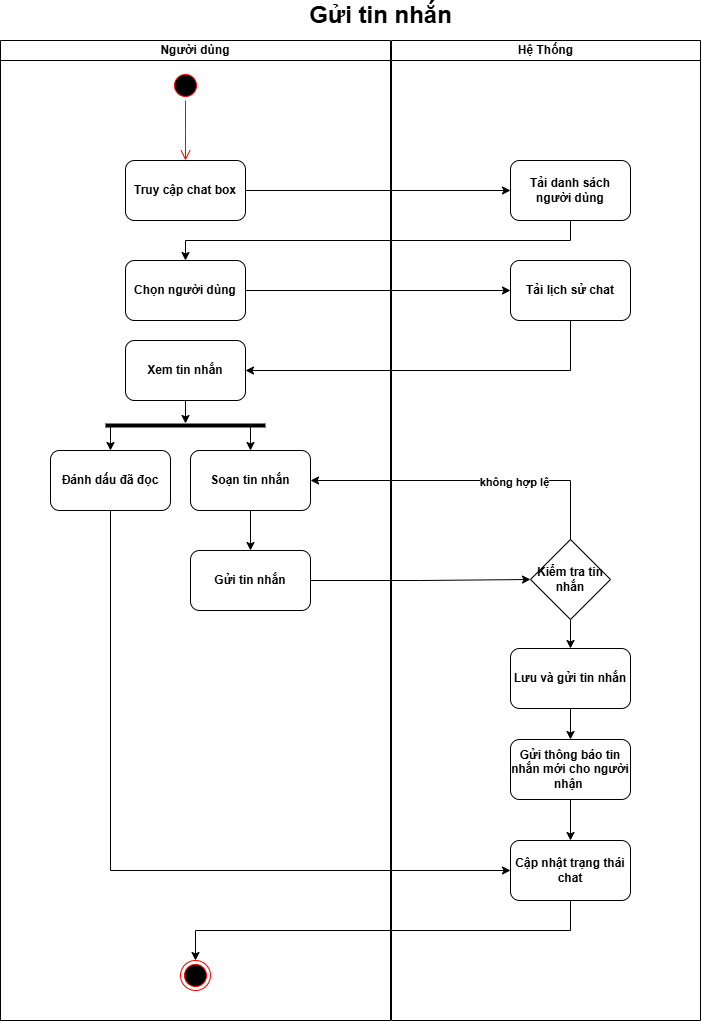 Gửi tin nhắn
Người dùng
Hệ Thống
Truy cập chat box
Tải danh sách
người dùng
Chọn người dùng
Tải lịch sử chat
Xem tin nhắn
Đánh dấu đã đọc
Soạn tin nhắn
không hợp lệ
Gửi tin nhắn
Kiểm tra tin
nhắn
Lưu và gửi tin nhắn
Gửi thông báo tin
nhắn mới cho người
nhận
Cập nhật trạng thái
chat